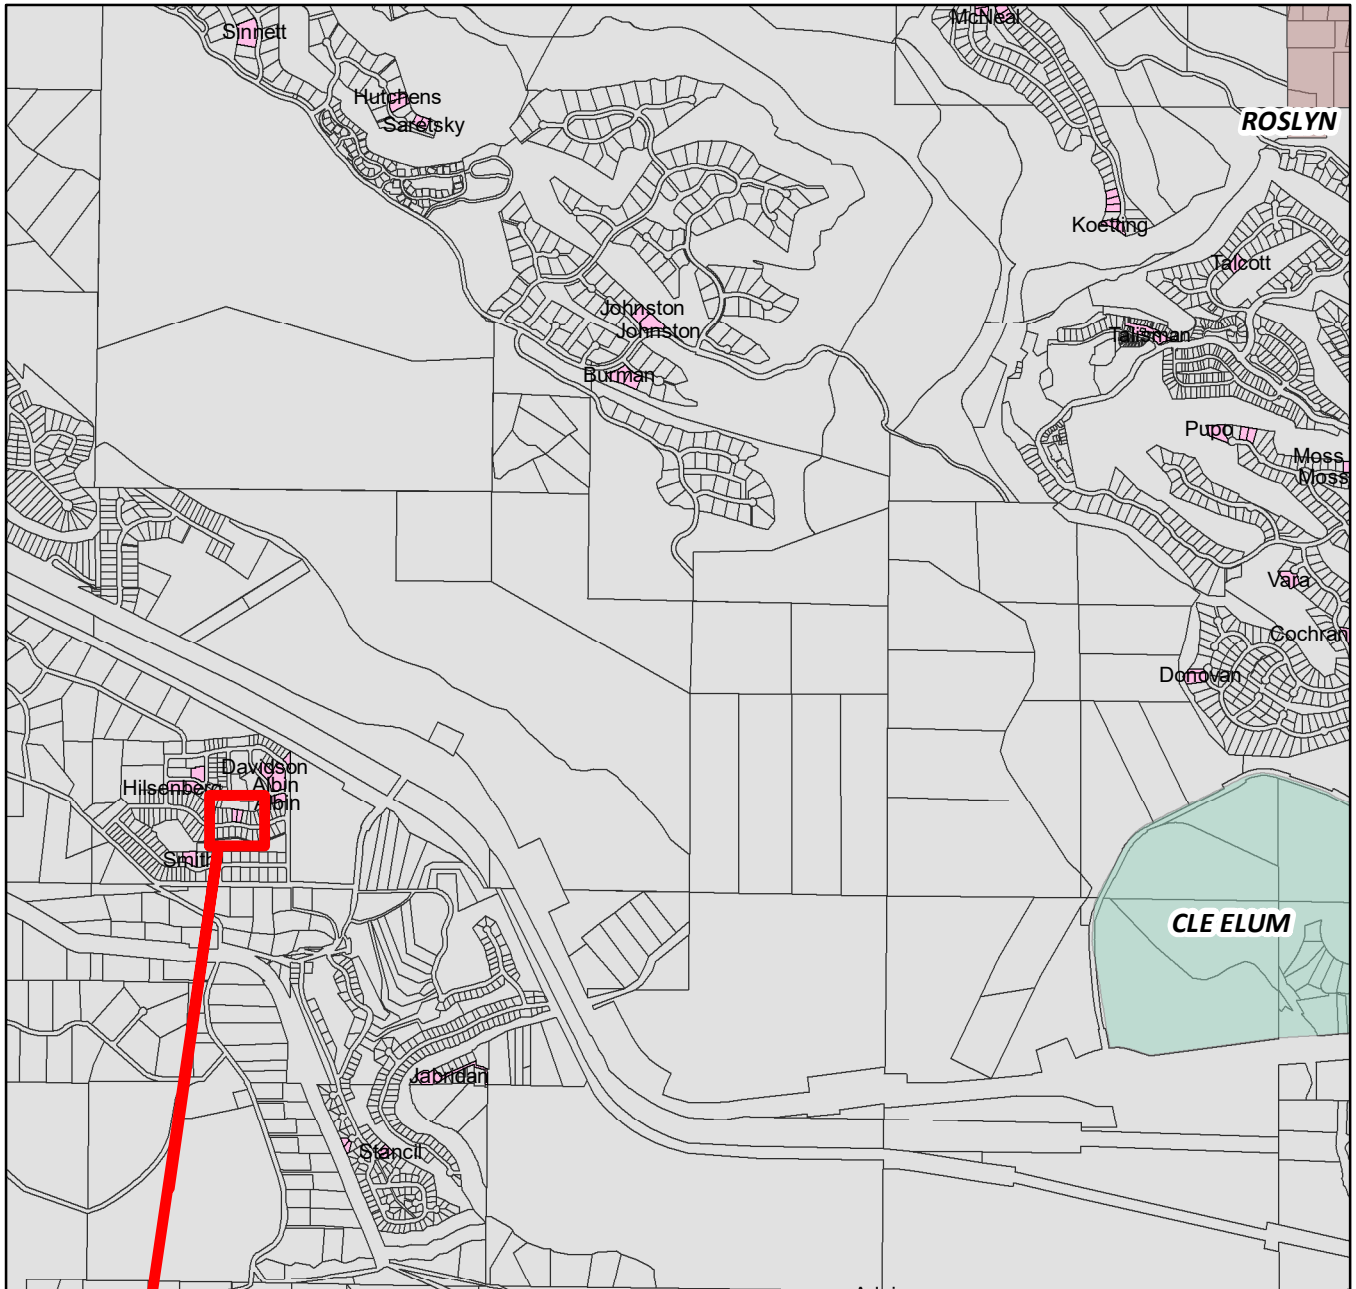 McNeal
Sinnett
Hutchens
Saretsky
ROSLYN
Koetting
Talcott
Johnston
Johnston
Talisman
Burman
Pupo
Moss
Moss
Vara
Cochran
Donovan
Davidson
Albin
Hilsenberg
Albin
Smith
CLE ELUM
Jabridan
Stancil